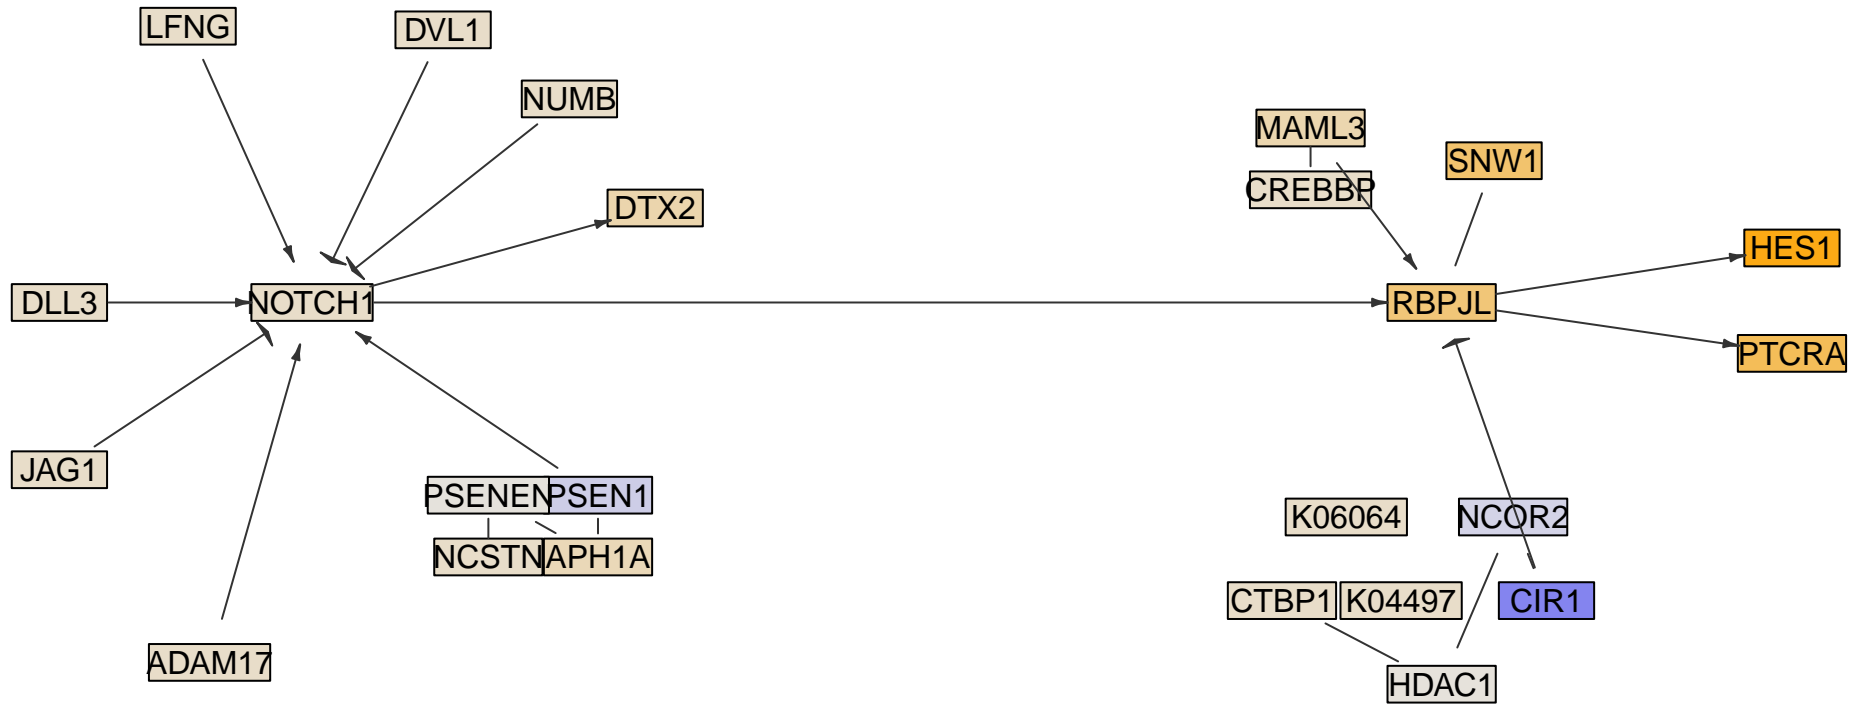 LFNG
DVL1
NUMB
MAML3
SNW1
CREBBP
DTX2
HES1
DLL3
NOTCH1
RBPJL
PTCRA
JAG1
PSENEN
PSEN1
K06064
NCOR2
NCSTN
APH1A
CTBP1
K04497
CIR1
ADAM17
HDAC1